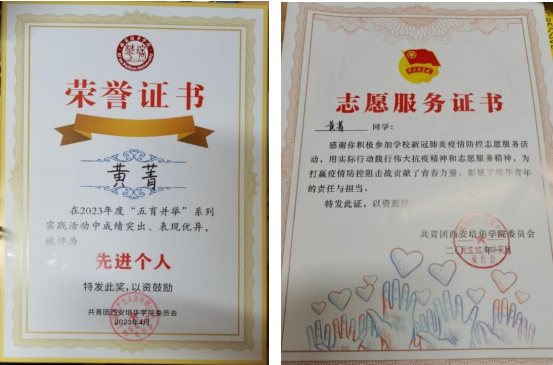 荣誉证书
黄菁
在2023年度“五育并举”系列
实践活动中成绩突出、表现优异,
被评为
先进个人
特发此奖,以资鼓励
共青团西安培华学院委员会
2023年4月
志愿服务证书
黄菁 同学:
感谢你积极参加学校新冠肺炎疫情防控志愿服务活
动,用实际行动践行伟大抗疫精神和志愿服务精神,为
打赢疫情防控阻击战贡献了青春力量,彰显了培华青年
的责任与担当。
特发此证,以资鼓励
共青团西安培华学院委员会